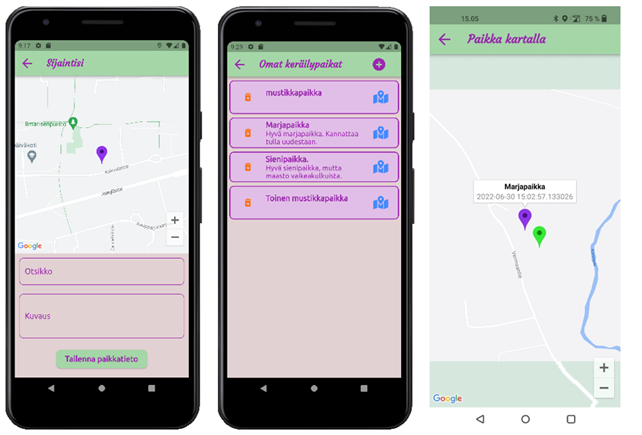 9:17
Sijaintisi
Ilmarisenpuisto
Google
+
−
Otsikko
Kuvaus
Tallenna paikkatieto
9:23
Omat keräilypaikat
mustikkapaikka
Marjapaikka
Hyvä marjapaikka. Kannattaa
tulla uudestaan.
Sienipaikka.
Hyvä sienipaikka, mutta
maasto vaikeakulkuista.
Toinen mustikkapaikka
15.05
75 %
Paikka kartalla
Marjapaikka
2022-06-30 15:02:57.133026
Google
+
−